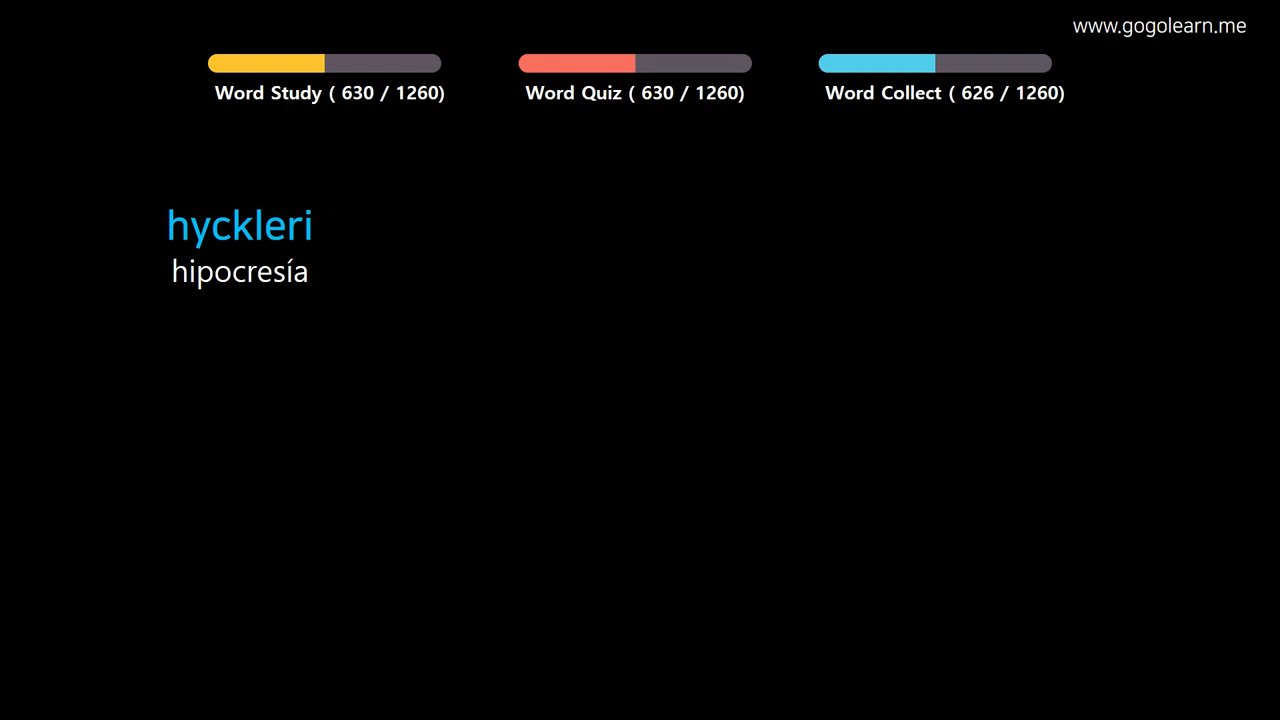 www.gogolearn.me
Word Study ( 630 / 1260)
Word Quiz ( 630 / 1260)
Word Collect ( 626 / 1260)
hyckleri
hipocresía